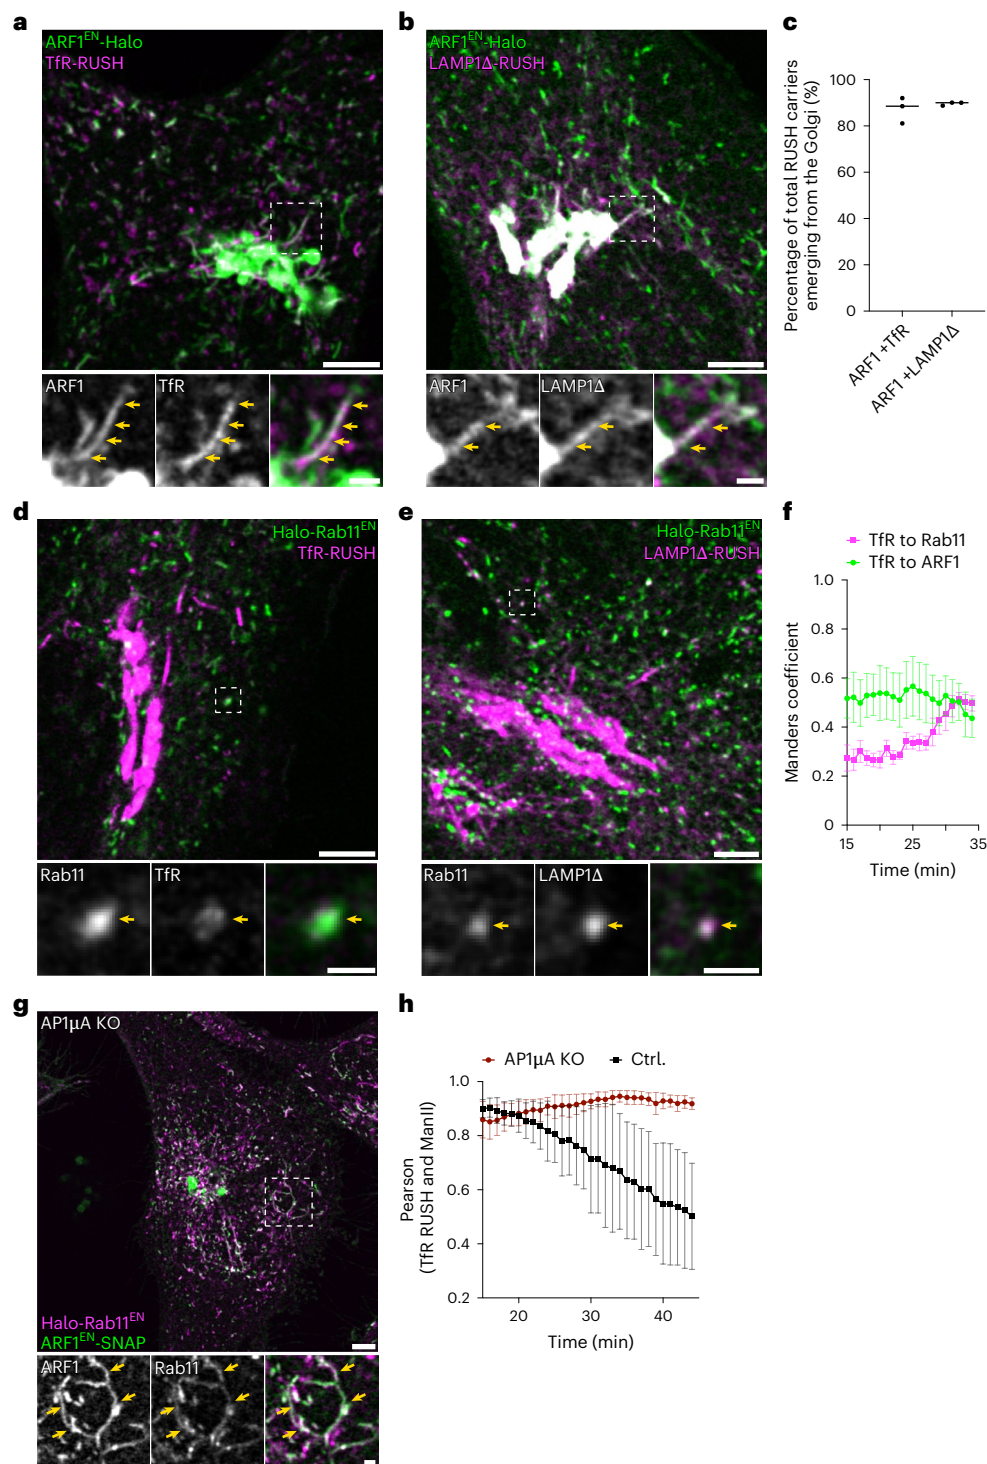 a
ARF1EN-Halo
TfR-RUSH
ARF1
TfR
b
ARF1EN-Halo
LAMP1Δ-RUSH
ARF1
LAMP1Δ
c
Percentage of total RUSH carriers
emerging from the Golgi (%)
100
80
60
40
20
0
ARF1 +TfR
ARF1 +LAMP1Δ
d
Halo-Rab11EN
TfR-RUSH
Rab11
TfR
e
Halo-Rab11EN
LAMP1Δ-RUSH
Rab11
LAMP1Δ
f
TfR to Rab11
TfR to ARF1
Manders coefficient
1.0
0.8
0.6
0.4
0.2
0
15
25
35
Time (min)
g
AP1µA KO
Halo-Rab11EN
ARF1EN-SNAP
ARF1
Rab11
h
AP1µA KO
Ctrl.
Pearson
(TfR RUSH and ManII)
1.0
0.8
0.6
0.4
0.2
20
30
40
Time (min)